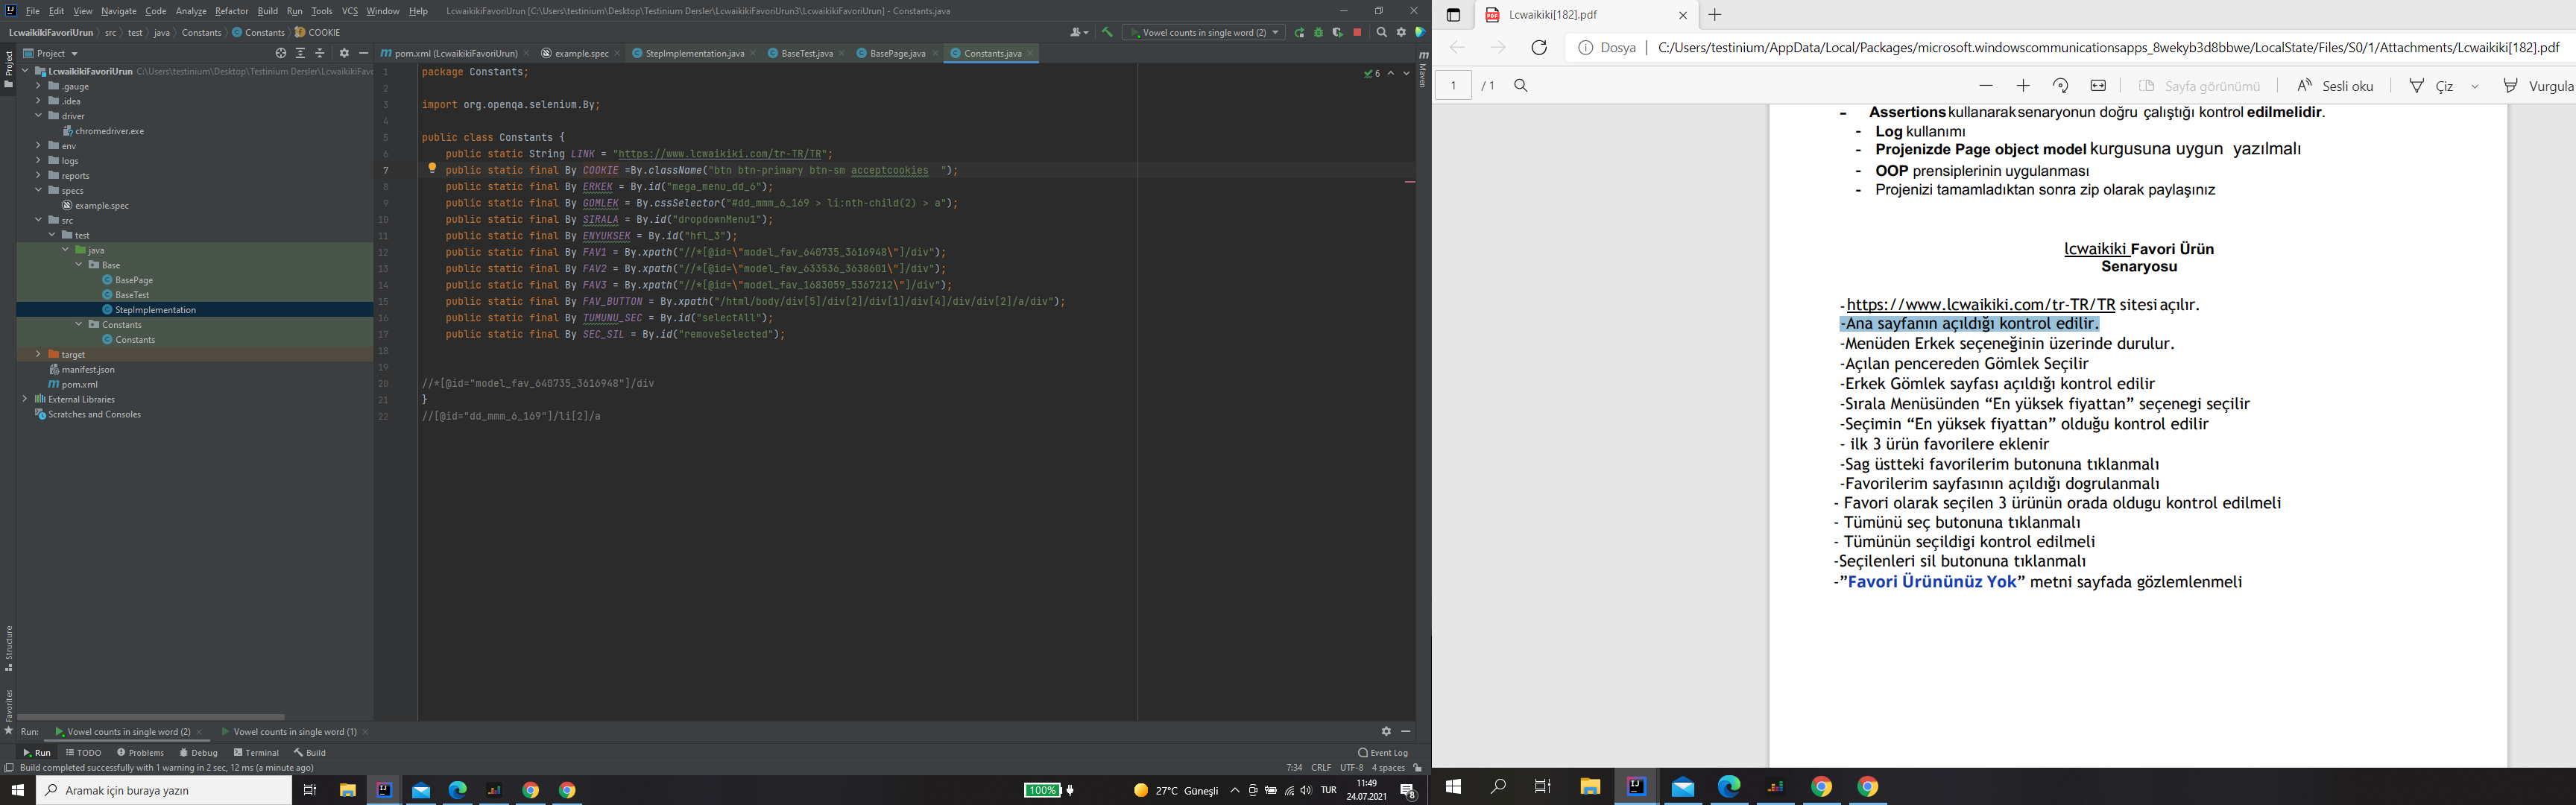 File Edit View Navigate Code Analyze Refactor Build Run Tools VCS Window Help LcwaikikiFavoriUrun [C:\Users\testinium\Desktop\Testinium Dersler\LcwaikikiFavoriUrun3\LcwaikikiFavoriUrun] - Constants.java
LcwaikikiFavoriUrun src test java Constants Constants COOKIE
Vowel counts in single word (2)
Project
pom.xml (LcwaikikiFavoriUrun) example.spec StepImplementation.java BaseTest.java BasePage.java Constants.java
Project
Maven
LcwaikikiFavoriUrun C:\Users\testinium\Desktop\Testinium Dersler\LcwaikikiFavo
.gauge
.idea
driver
chromedriver.exe
env
logs
reports
specs
example.spec
src
test
java
Base
BasePage
BaseTest
StepImplementation
Constants
Constants
target
manifest.json
pom.xml
External Libraries
Scratches and Consoles
6
1 package Constants;
2
3 import org.openqa.selenium.By;
4
5 public class Constants {
6 public static String LINK = "https://www.lcwaikiki.com/tr-TR/TR";
7 public static final By COOKIE =By.className("btn btn-primary btn-sm acceptcookies  ");
8 public static final By ERKEK = By.id("mega_menu_dd_6");
9 public static final By GOMLEK = By.cssSelector("#dd_mmm_6_169 > li:nth-child(2) > a");
10 public static final By SIRALA = By.id("dropdownMenu1");
11 public static final By ENYUKSEK = By.id("hfl_3");
12 public static final By FAV1 = By.xpath("//*[@id=\"model_fav_640735_3616948\"]/div");
13 public static final By FAV2 = By.xpath("//*[@id=\"model_fav_633536_3638601\"]/div");
14 public static final By FAV3 = By.xpath("//*[@id=\"model_fav_1683059_5367212\"]/div");
15 public static final By FAV_BUTTON = By.xpath("/html/body/div[5]/div[2]/div[1]/div[4]/div/div[2]/a/div");
16 public static final By TUMUNU_SEC = By.id("selectAll");
17 public static final By SEC_SIL = By.id("removeSelected");
18
19
20 //*[@id="model_fav_640735_3616948"]/div
21 }
22 //[@id="dd_mmm_6_169"]/li[2]/a
Structure
Favorites
Run: Vowel counts in single word (2) Vowel counts in single word (1)
Run TODO Problems Debug Terminal Build Event Log
Build completed successfully with 1 warning in 2 sec, 12 ms (a minute ago) 7:34 CRLF UTF-8 4 spaces
Aramak için buraya yazın 100% 27°C Güneşli TUR 11:49
24.07.2021 8
Lcwaikiki[182].pdf
Dosya | C:/Users/testinium/AppData/Local/Packages/microsoft.windowscommunicationsapps_8wekyb3d8bbwe/LocalState/Files/S0/1/Attachments/Lcwaikiki[182].pdf
1 / 1 Sayfa görünümü Sesli oku Çiz Vurgula
- Assertions kullanarak senaryonun doğru çalıştığı kontrol edilmelidir.
- Log kullanımı
- Projenizde Page object model kurgusuna uygun yazılmalı
- OOP prensiplerinin uygulanması
- Projenizi tamamladıktan sonra zip olarak paylaşınız
lcwaikiki Favori Ürün
Senaryosu
-https://www.lcwaikiki.com/tr-TR/TR sitesi açılır.
-Ana sayfanın açıldığı kontrol edilir.
-Menüden Erkek seçeneğinin üzerinde durulur.
-Açılan pencereden Gömlek Seçilir
-Erkek Gömlek sayfası açıldığı kontrol edilir
-Sırala Menüsünden “En yüksek fiyattan” seçenegi seçilir
-Seçimin “En yüksek fiyattan” olduğu kontrol edilir
- ilk 3 ürün favorilere eklenir
-Sag üstteki favorilerim butonuna tıklanmalı
-Favorilerim sayfasının açıldığı dogrulanmalı
- Favori olarak seçilen 3 ürünün orada oldugu kontrol edilmeli
- Tümünü seç butonuna tıklanmalı
- Tümünün seçildigi kontrol edilmeli
-Seçilenleri sil butonuna tıklanmalı
-”Favori Ürününüz Yok” metni sayfada gözlemlenmeli